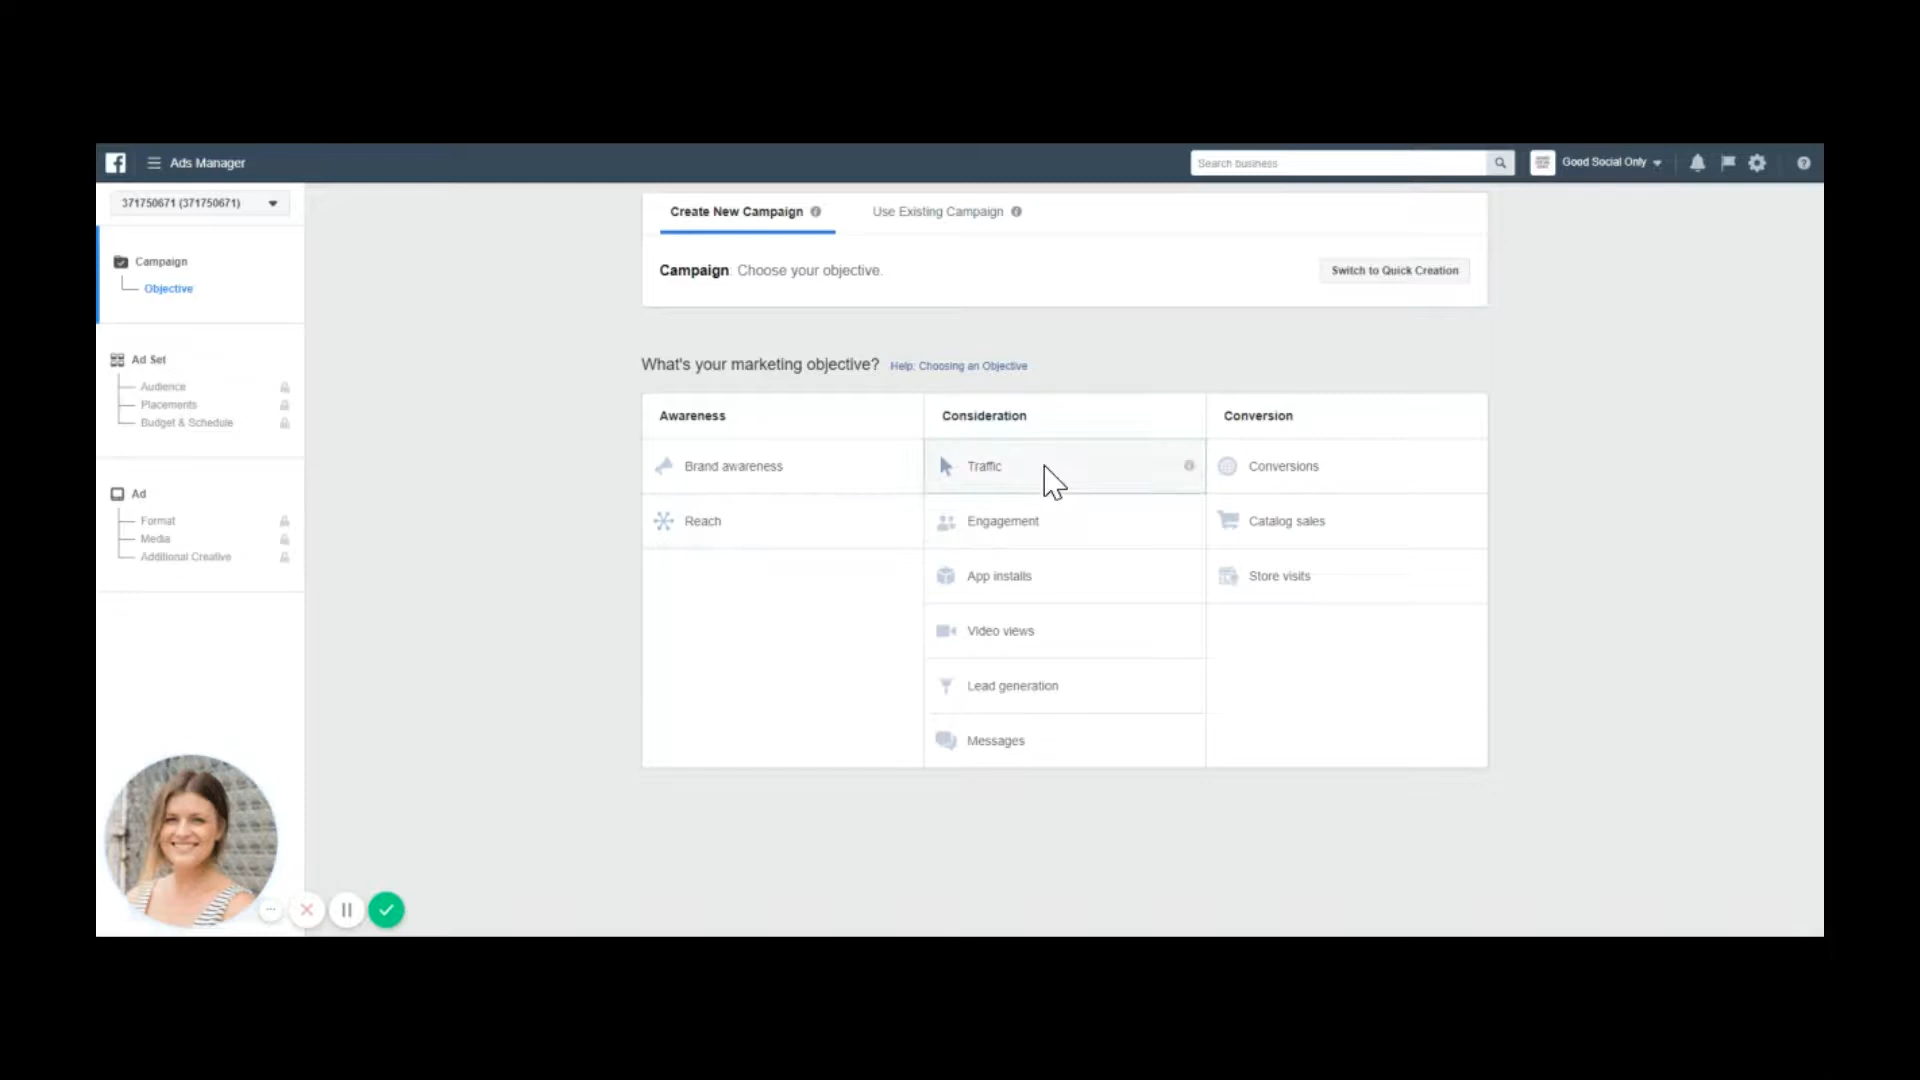 Ads Manager
Search business
Good Social Only
371750671 (371750671)
Campaign
Objective
Ad Set
Audience
Placements
Budget & Schedule
Ad
Format
Media
Additional Creative
Create New Campaign
Use Existing Campaign
Campaign: Choose your objective.
Switch to Quick Creation
What's your marketing objective? Help: Choosing an Objective
Awareness
Consideration
Conversion
Brand awareness
Traffic
Conversions
Reach
Engagement
Catalog sales
App installs
Store visits
Video views
Lead generation
Messages